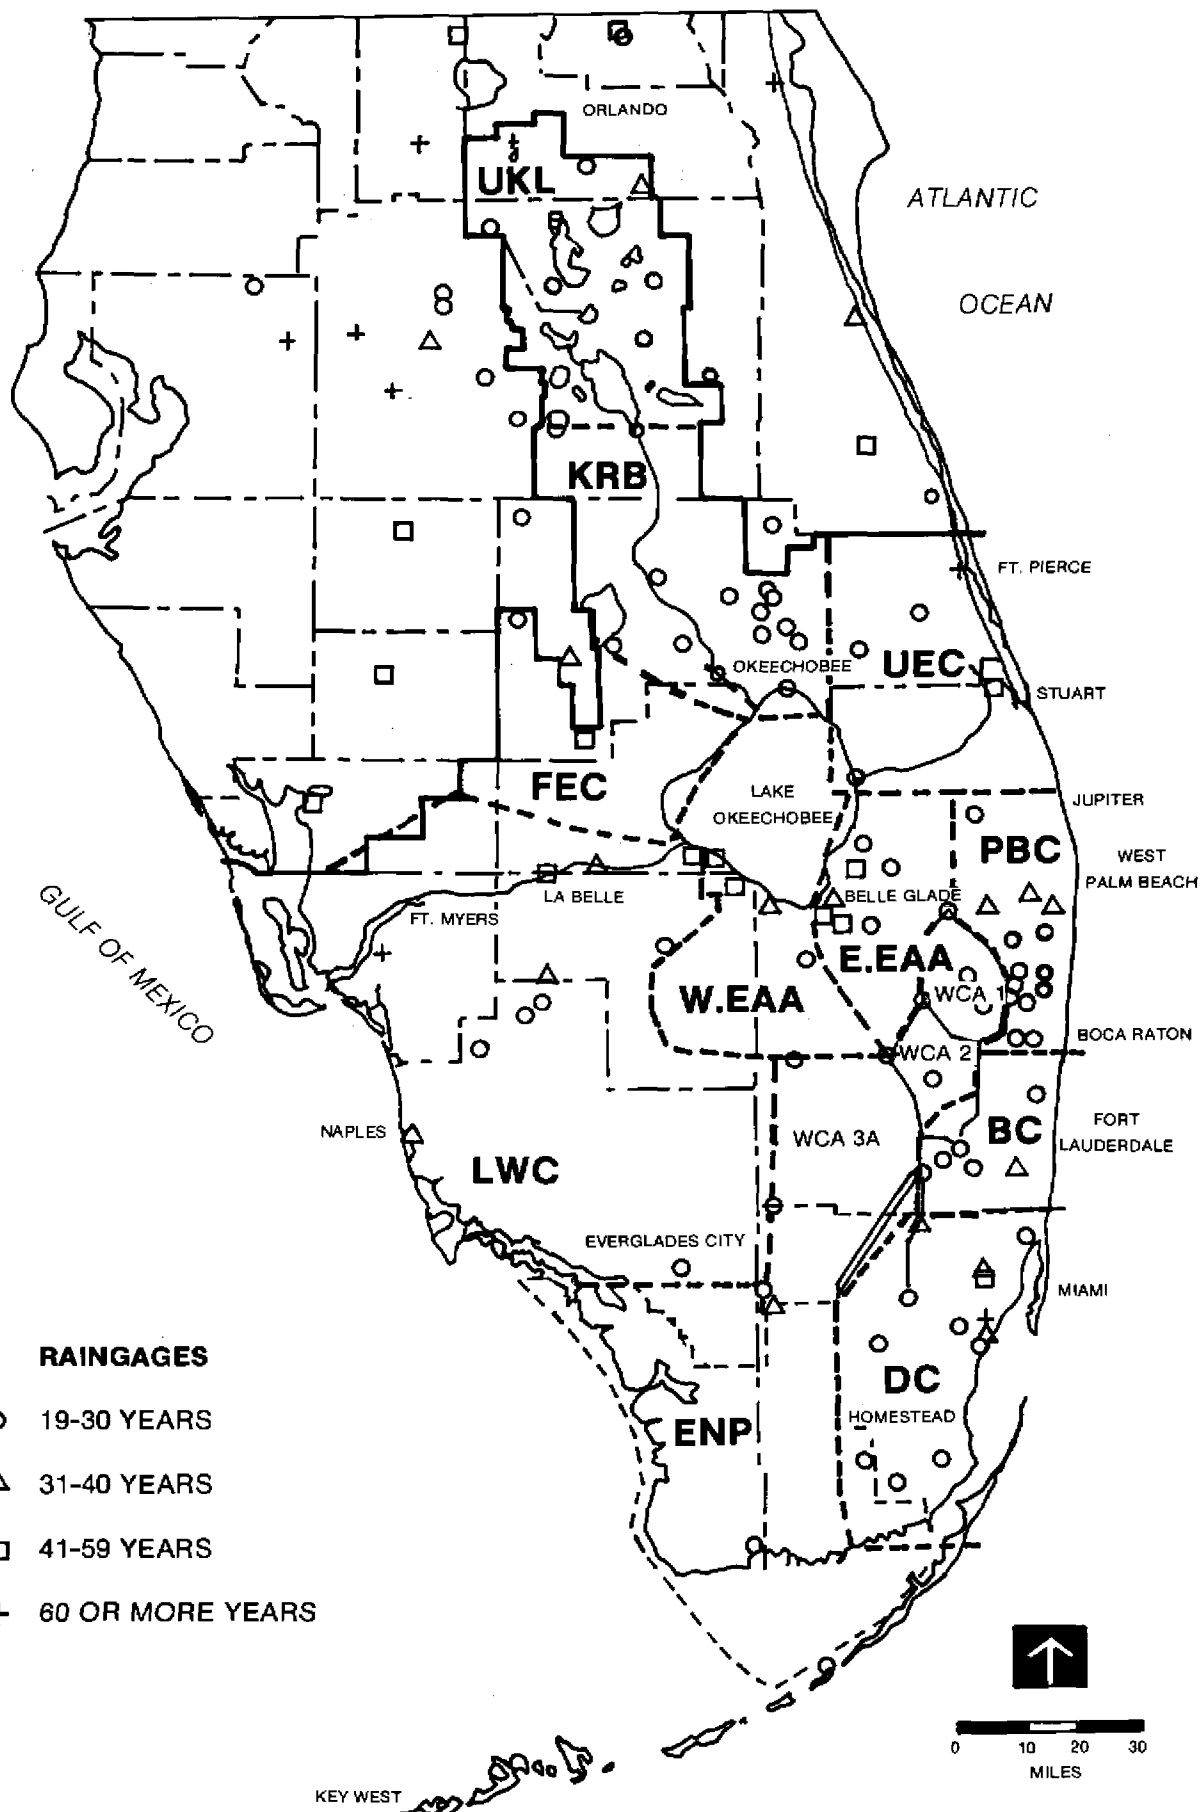 ORLANDO
UKL
ATLANTIC
OCEAN
KRB
FT. PIERCE
OKEECHOBEE
UEC
STUART
FEC
LAKE
OKEECHOBEE
JUPITER
PBC
WEST
PALM BEACH
LA BELLE
BELLE GLADE
FT. MYERS
GULF OF MEXICO
E.EAA
W.EAA
WCA 1
BOCA RATON
WCA 2
NAPLES
WCA 3A
BC
FORT
LAUDERDALE
LWC
EVERGLADES CITY
MIAMI
RAINGAGES
DC
19-30 YEARS
HOMESTEAD
ENP
31-40 YEARS
41-59 YEARS
60 OR MORE YEARS
0 10 20 30
MILES
KEY WEST